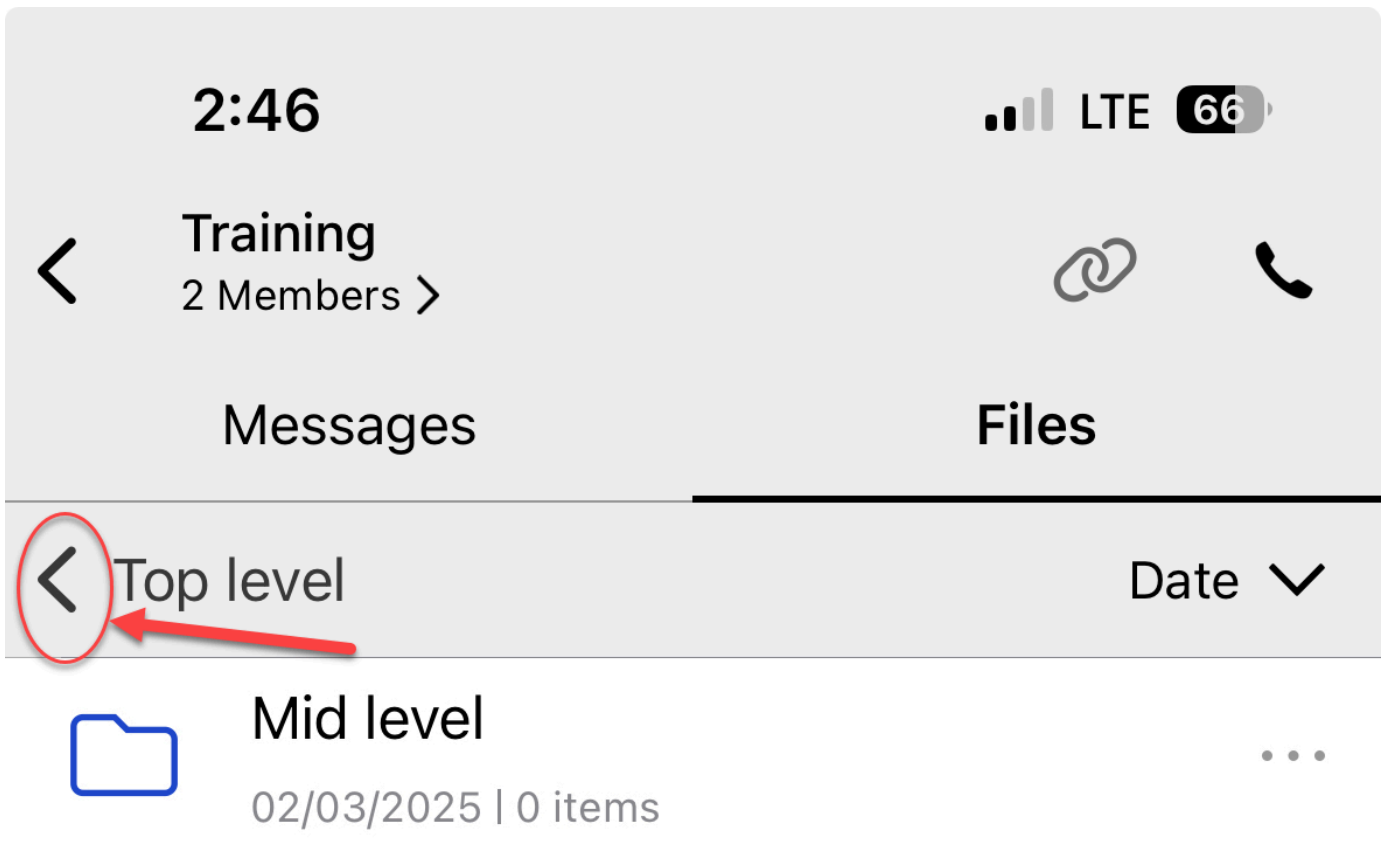 2:46 LTE 66
Training
2 Members
Messages Files
Top level Date
Mid level
02/03/2025 | 0 items